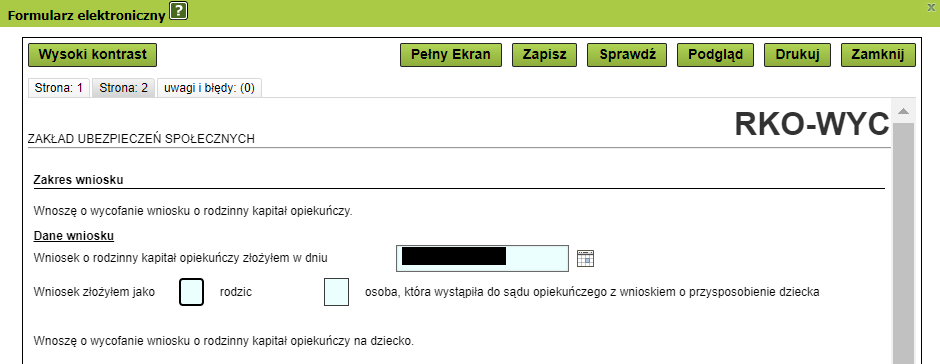 Formularz elektroniczny ?
x
Wysoki kontrast Pełny Ekran Zapisz Sprawdź Podgląd Drukuj Zamknij
Strona: 1 Strona: 2 uwagi i błędy: (0)
RKO-WYC
ZAKŁAD UBEZPIECZEŃ SPOŁECZNYCH
Zakres wniosku
Wnoszę o wycofanie wniosku o rodzinny kapitał opiekuńczy.
Dane wniosku
Wniosek o rodzinny kapitał opiekuńczy złożyłem w dniu
Wniosek złożyłem jako rodzic osoba, która wystąpiła do sądu opiekuńczego z wnioskiem o przysposobienie dziecka
Wnoszę o wycofanie wniosku o rodzinny kapitał opiekuńczy na dziecko.